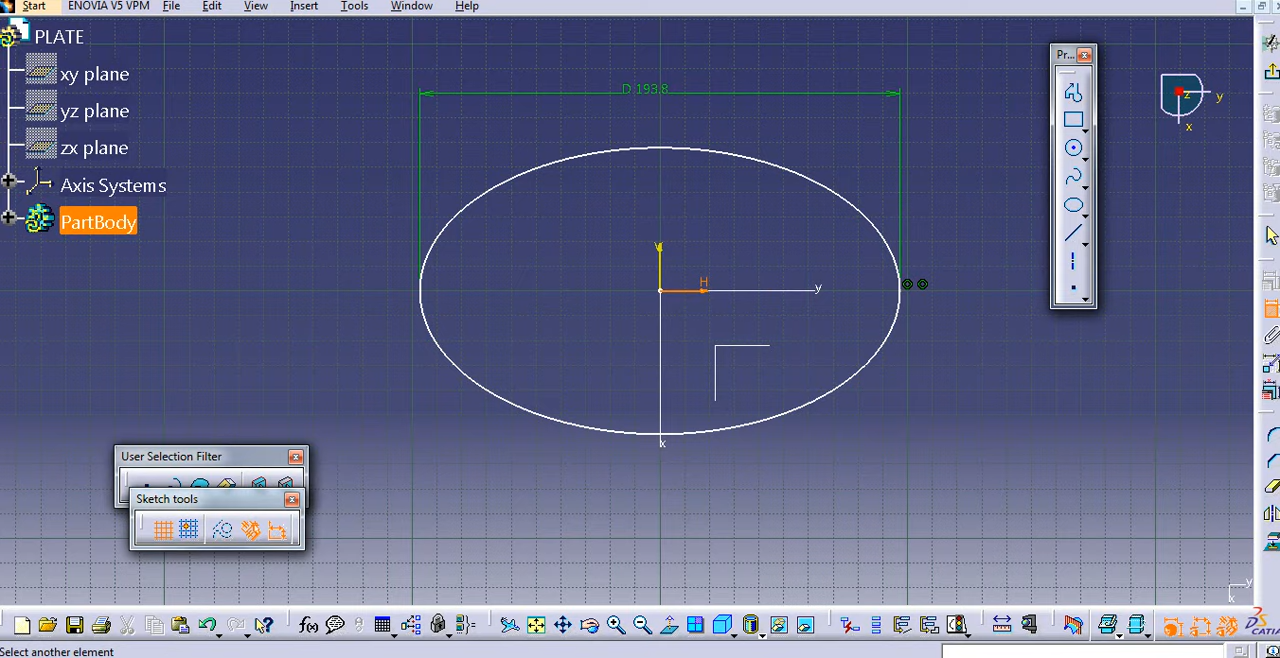 Start ENOVIA V5 VPM File Edit View Insert Tools Window Help
PLATE
xy plane
yz plane
zx plane
Axis Systems
PartBody
D 193.8
Pr...
z
y
x
V
H
y
x
User Selection Filter
Sketch tools
f(x)
y
x
CATIA
Select another element